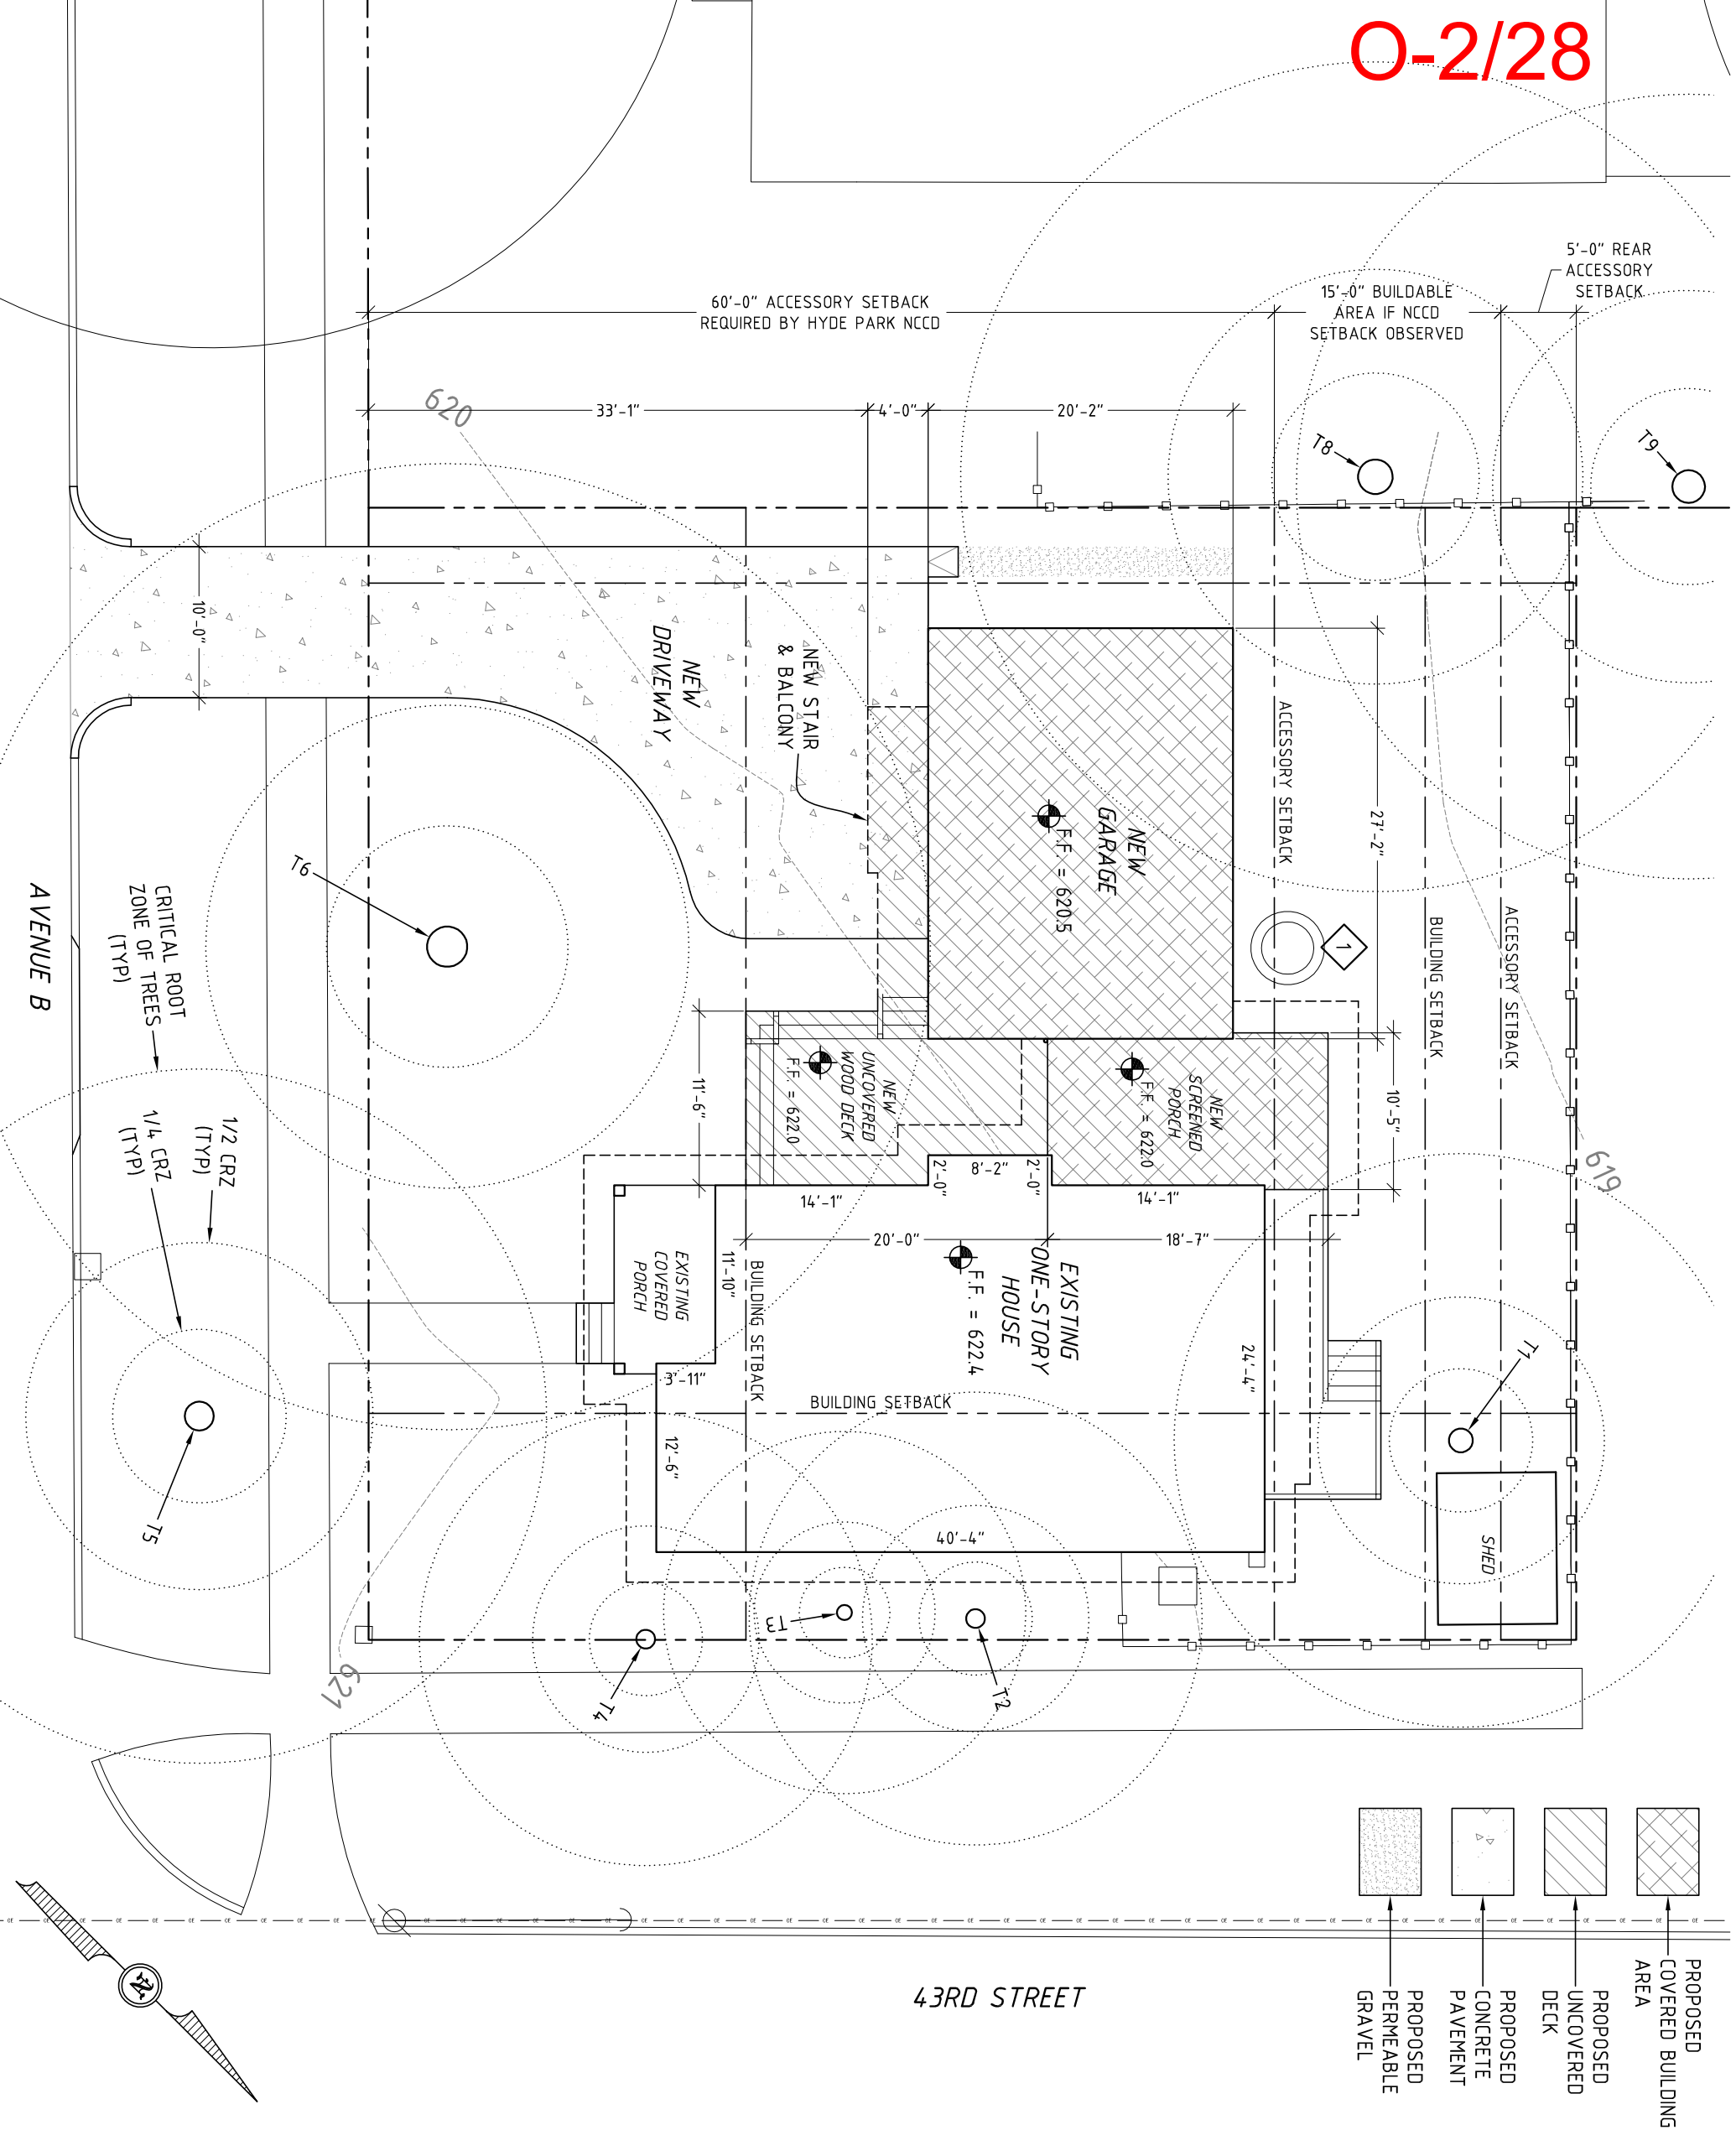 O-2/28
5'-0" REAR
ACCESSORY
SETBACK
60'-0" ACCESSORY SETBACK
REQUIRED BY HYDE PARK NCCD
15'-0" BUILDABLE
AREA IF NCCD
SETBACK OBSERVED
620
33'-1"
4'-0"
20'-2"
T8
T9
10'-0"
NEW
DRIVEWAY
NEW STAIR
& BALCONY
NEW
GARAGE
F.F. = 620.5
ACCESSORY SETBACK
27'-2"
BUILDING SETBACK
ACCESSORY SETBACK
1
T6
AVENUE B
CRITICAL ROOT
ZONE OF TREES
(TYP)
1/2 CRZ
(TYP)
1/4 CRZ
(TYP)
11'-6"
NEW
UNCOVERED
WOOD DECK
F.F. = 622.0
NEW
SCREENED
PORCH
F.F. = 622.0
10'-5"
619
2'-0"
8'-2"
2'-0"
14'-1"
14'-1"
20'-0"
18'-7"
EXISTING
COVERED
PORCH
11'-10"
BUILDING SETBACK
EXISTING
ONE-STORY
HOUSE
F.F. = 622.4
24'-4"
3'-11"
BUILDING SETBACK
12'-6"
40'-4"
T1
SHED
T5
T3
T2
T4
621
43RD STREET
N
PROPOSED
COVERED BUILDING
AREA
PROPOSED
UNCOVERED
DECK
PROPOSED
CONCRETE
PAVEMENT
PROPOSED
PERMEABLE
GRAVEL